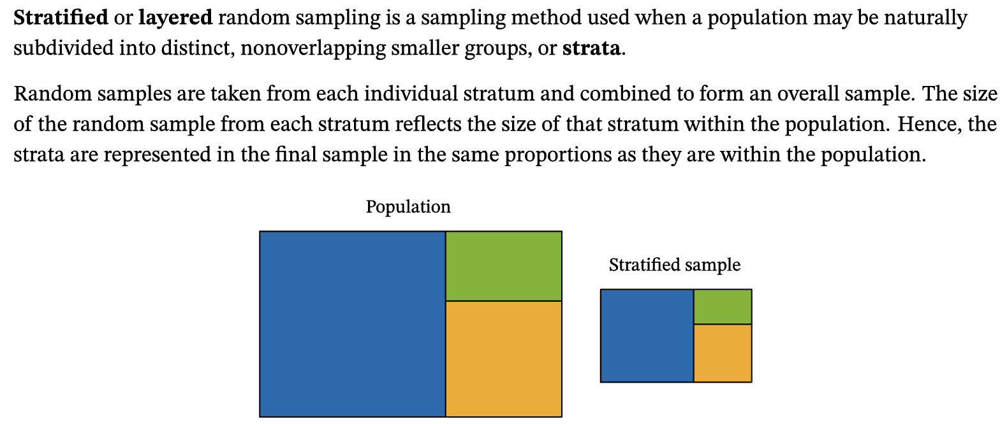 Stratified or layered random sampling is a sampling method used when a population may be naturally
subdivided into distinct, nonoverlapping smaller groups, or strata.
Random samples are taken from each individual stratum and combined to form an overall sample. The size
of the random sample from each stratum reflects the size of that stratum within the population. Hence, the
strata are represented in the final sample in the same proportions as they are within the population.
Population
Stratified sample